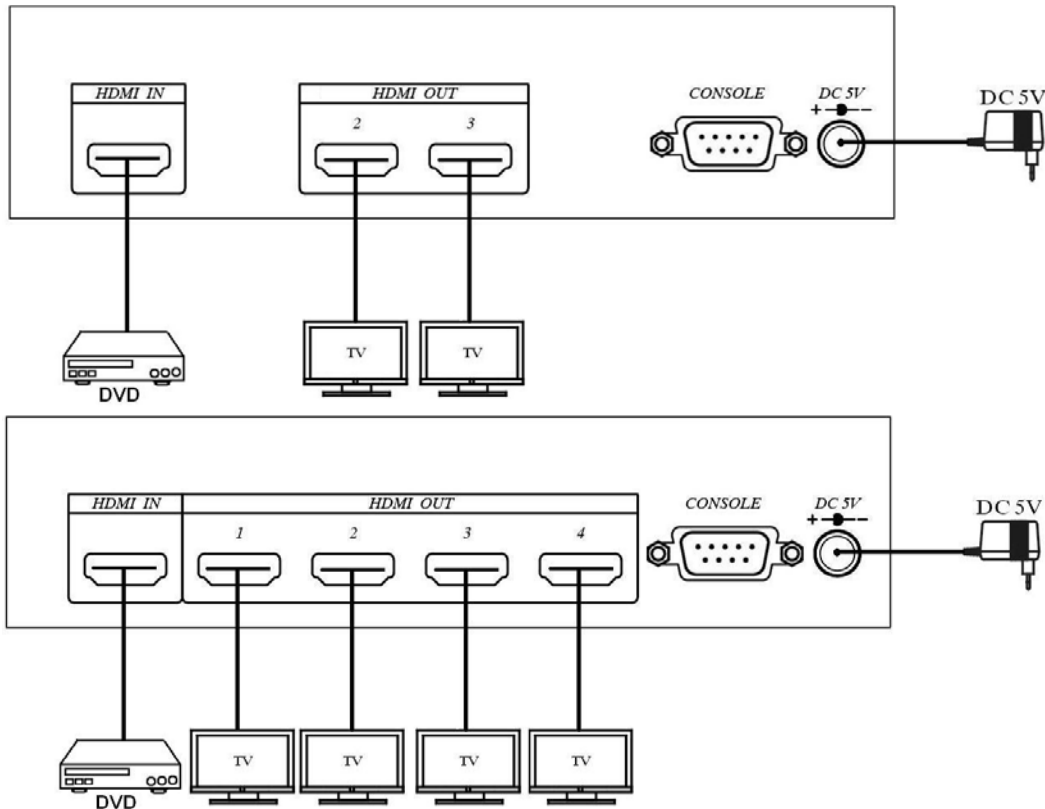 HDMI IN
HDMI OUT
2 3
CONSOLE
DC 5V
+ -
DC 5V
TV TV
DVD
HDMI IN
HDMI OUT
1 2 3 4
CONSOLE
DC 5V
+ -
DC 5V
TV TV TV TV
DVD